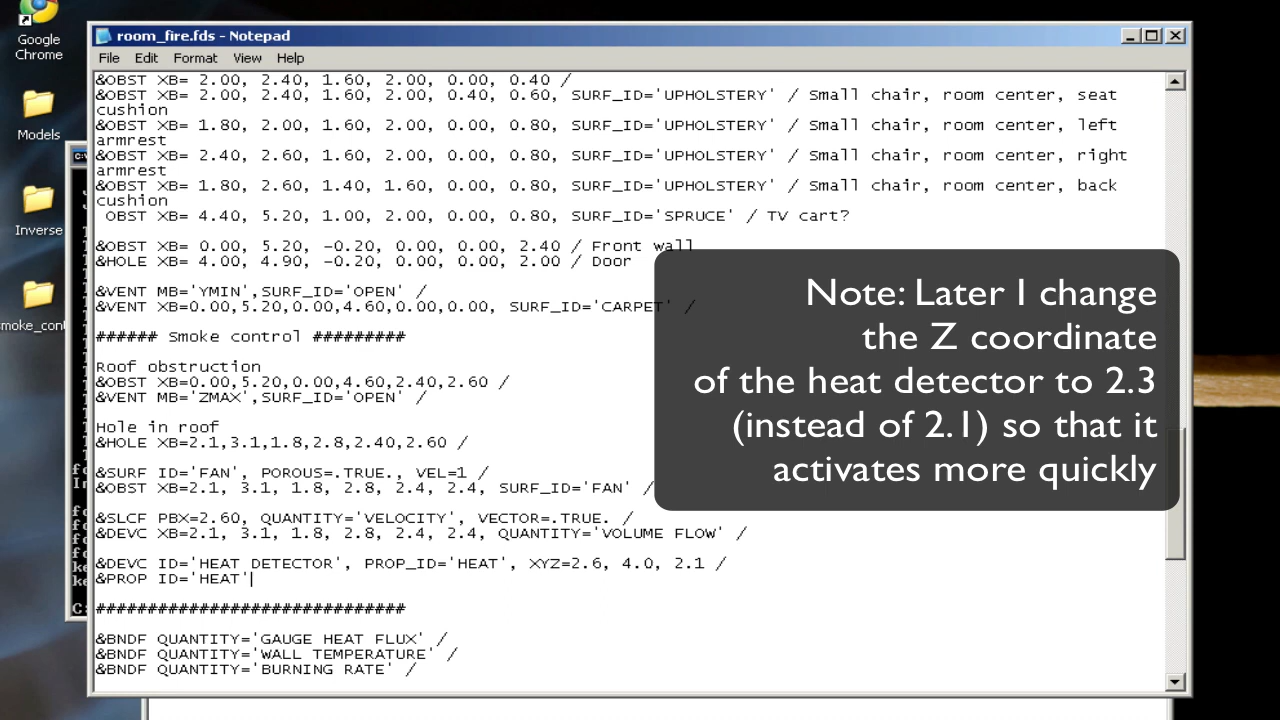 Google
Chrome
Models
Inverse
room_fire.fds - Notepad
File Edit Format View Help
&OBST XB= 2.00, 2.40, 1.60, 2.00, 0.00, 0.40 /
&OBST XB= 2.00, 2.40, 1.60, 2.00, 0.40, 0.60, SURF_ID='UPHOLSTERY' / Small chair, room center, seat
cushion
&OBST XB= 1.80, 2.00, 1.60, 2.00, 0.00, 0.80, SURF_ID='UPHOLSTERY' / Small chair, room center, left
armrest
&OBST XB= 2.40, 2.60, 1.60, 2.00, 0.00, 0.80, SURF_ID='UPHOLSTERY' / Small chair, room center, right
armrest
&OBST XB= 1.80, 2.60, 1.40, 1.60, 0.00, 0.80, SURF_ID='UPHOLSTERY' / Small chair, room center, back
cushion
OBST XB= 4.40, 5.20, 1.00, 2.00, 0.00, 0.80, SURF_ID='SPRUCE' / TV cart?
&OBST XB= 0.00, 5.20, -0.20, 0.00, 0.00, 2.40 / Front wall
&HOLE XB= 4.00, 4.90, -0.20, 0.00, 0.00, 2.00 / Door
&VENT MB='YMIN',SURF_ID='OPEN' /
&VENT XB=0.00,5.20,0.00,4.60,0.00,0.00, SURF_ID='CARPET' /
###### Smoke control #########
Roof obstruction
&OBST XB=0.00,5.20,0.00,4.60,2.40,2.60 /
&VENT MB='ZMAX',SURF_ID='OPEN' /
Hole in roof
&HOLE XB=2.1,3.1,1.8,2.8,2.40,2.60 /
&SURF ID='FAN', POROUS=.TRUE., VEL=1 /
&OBST XB=2.1, 3.1, 1.8, 2.8, 2.4, 2.4, SURF_ID='FAN' /
&SLCF PBX=2.60, QUANTITY='VELOCITY', VECTOR=.TRUE. /
&DEVC XB=2.1, 3.1, 1.8, 2.8, 2.4, 2.4, QUANTITY='VOLUME FLOW' /
&DEVC ID='HEAT DETECTOR', PROP_ID='HEAT', XYZ=2.6, 4.0, 2.1 /
&PROP ID='HEAT'
##############################
&BNDF QUANTITY='GAUGE HEAT FLUX' /
&BNDF QUANTITY='WALL TEMPERATURE' /
&BNDF QUANTITY='BURNING RATE' /
Note: Later I change
the Z coordinate
of the heat detector to 2.3
(instead of 2.1) so that it
activates more quickly